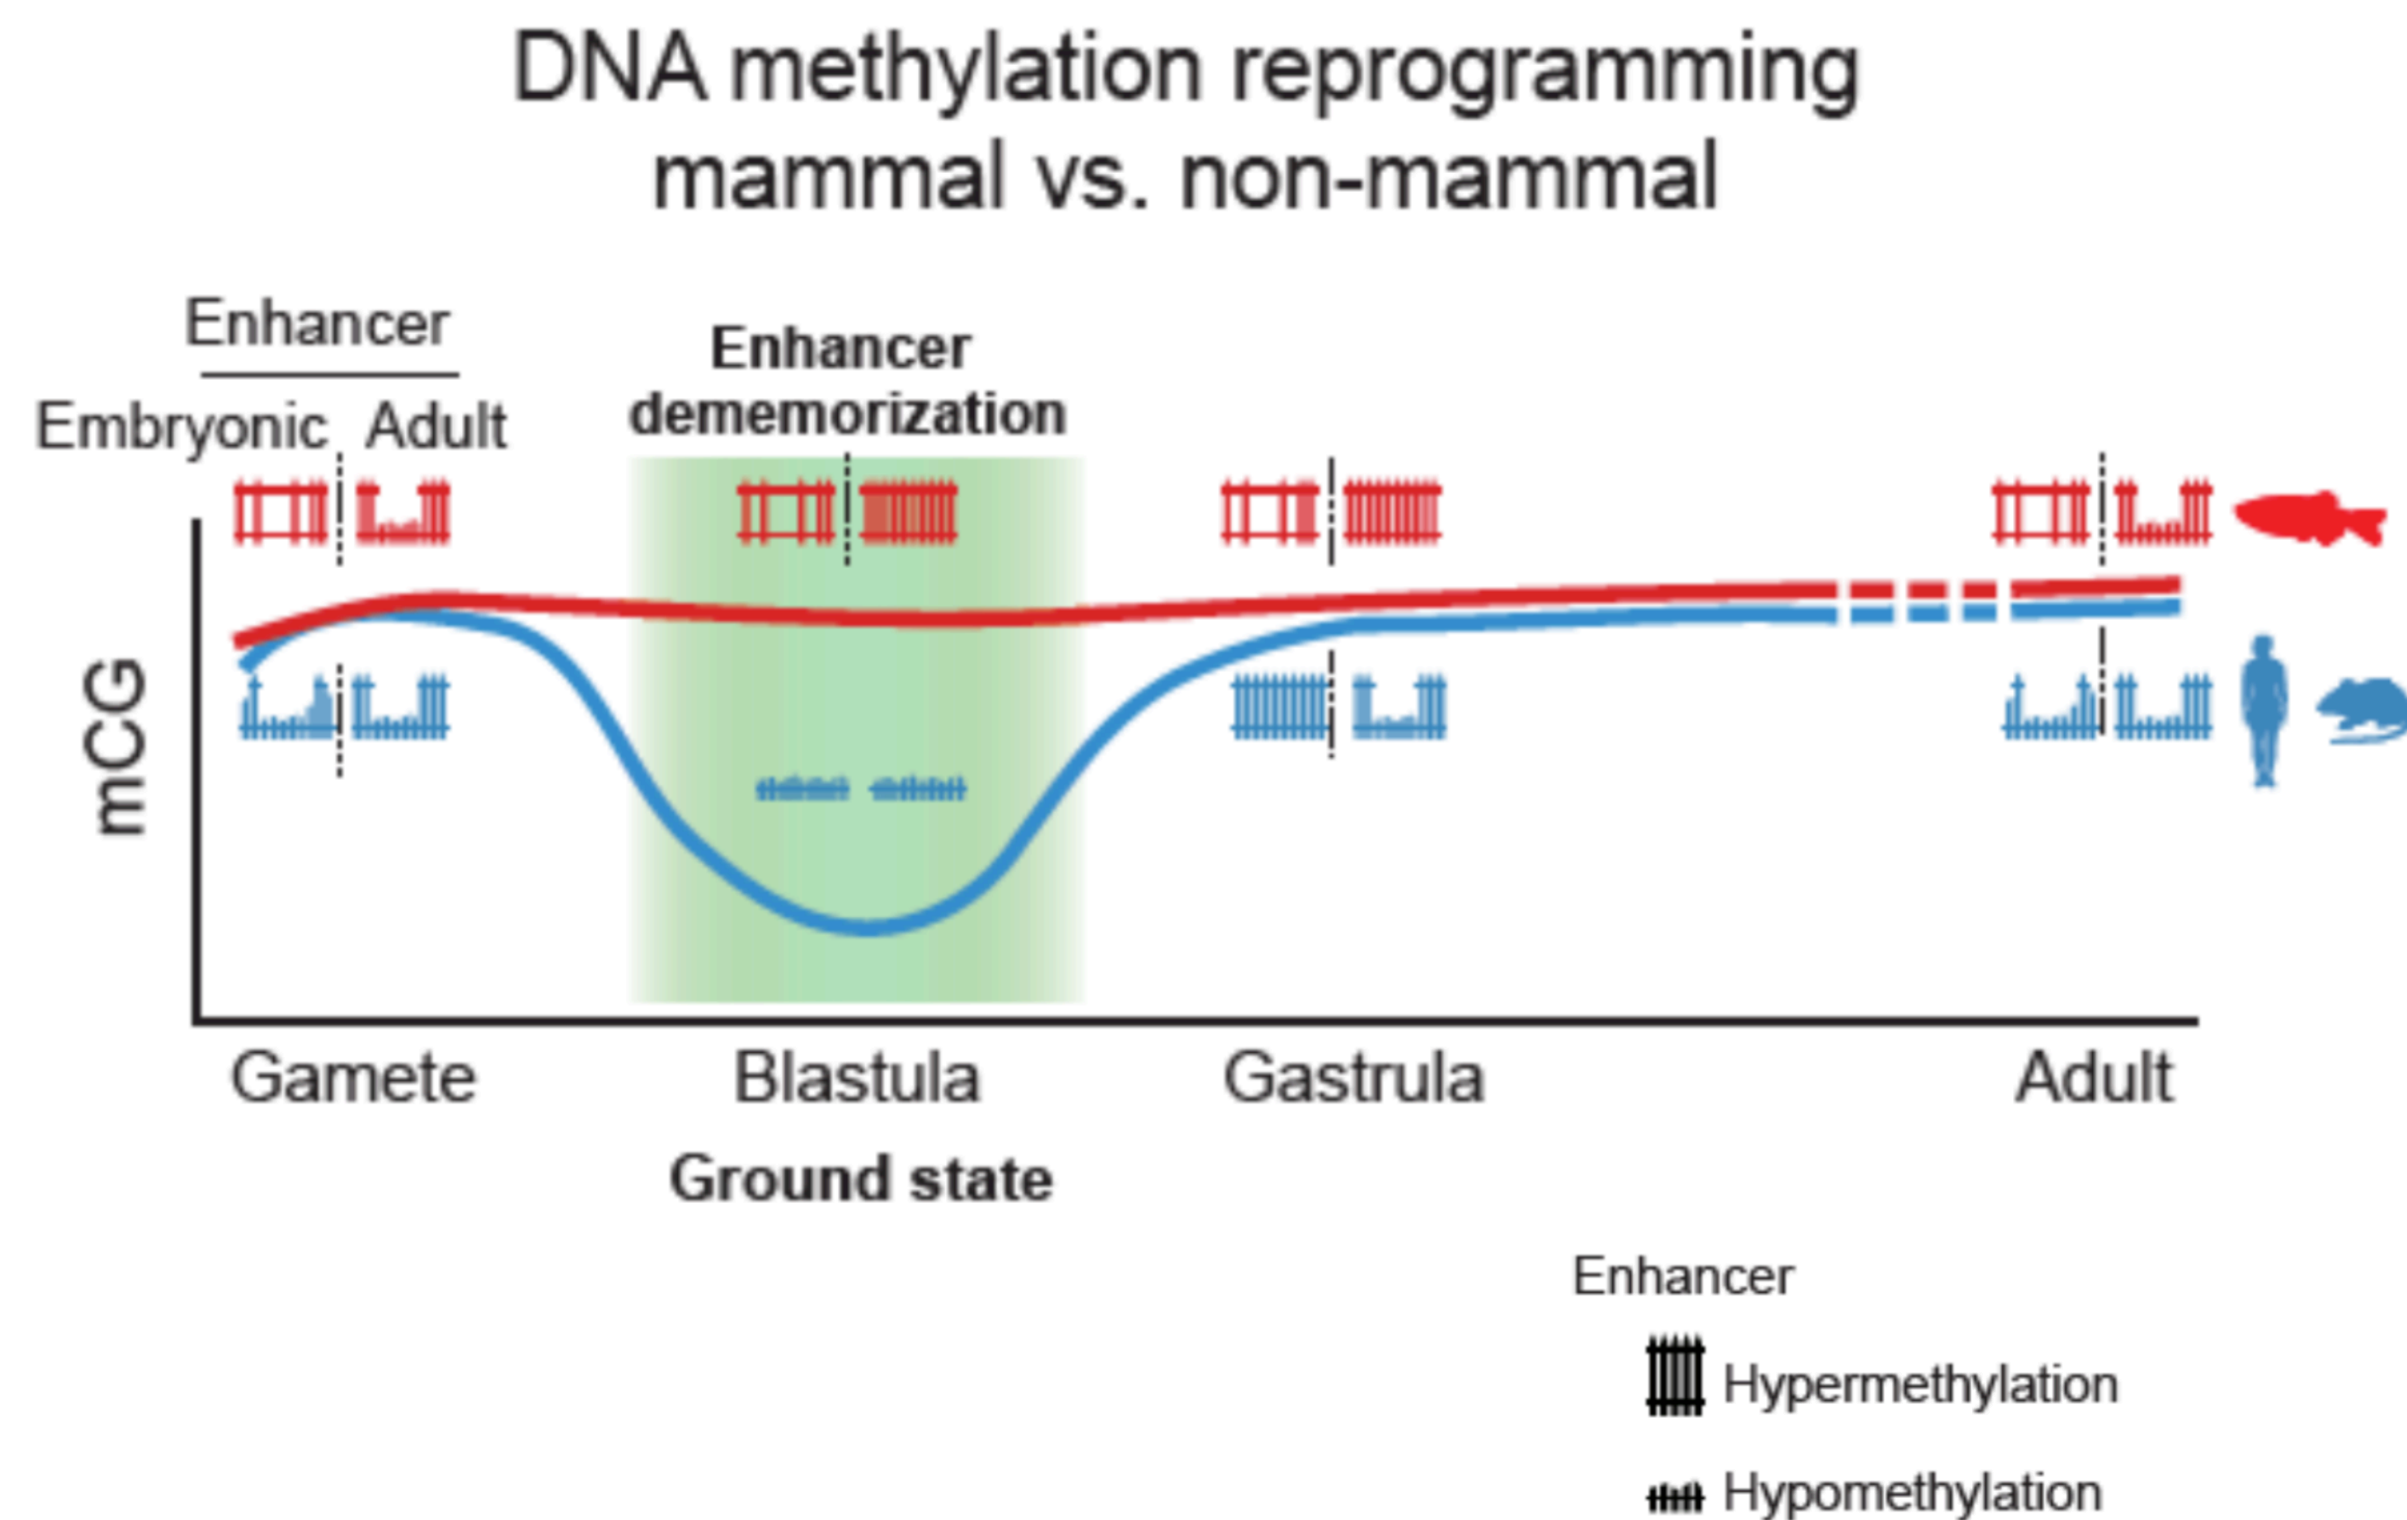 DNA methylation reprogramming
mammal vs. non-mammal
Enhancer
Embryonic Adult
Enhancer
dememorization
mCG
Gamete
Blastula
Gastrula
Adult
Ground state
Enhancer
Hypermethylation
Hypomethylation